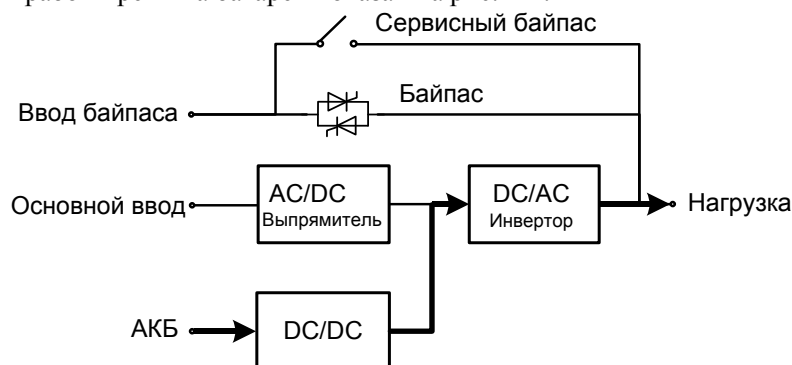 Сервисный байпас
Байпас
Ввод байпаса
AC/DC
Выпрямитель
DC/AC
Инвертор
Основной ввод
Нагрузка
АКБ
DC/DC